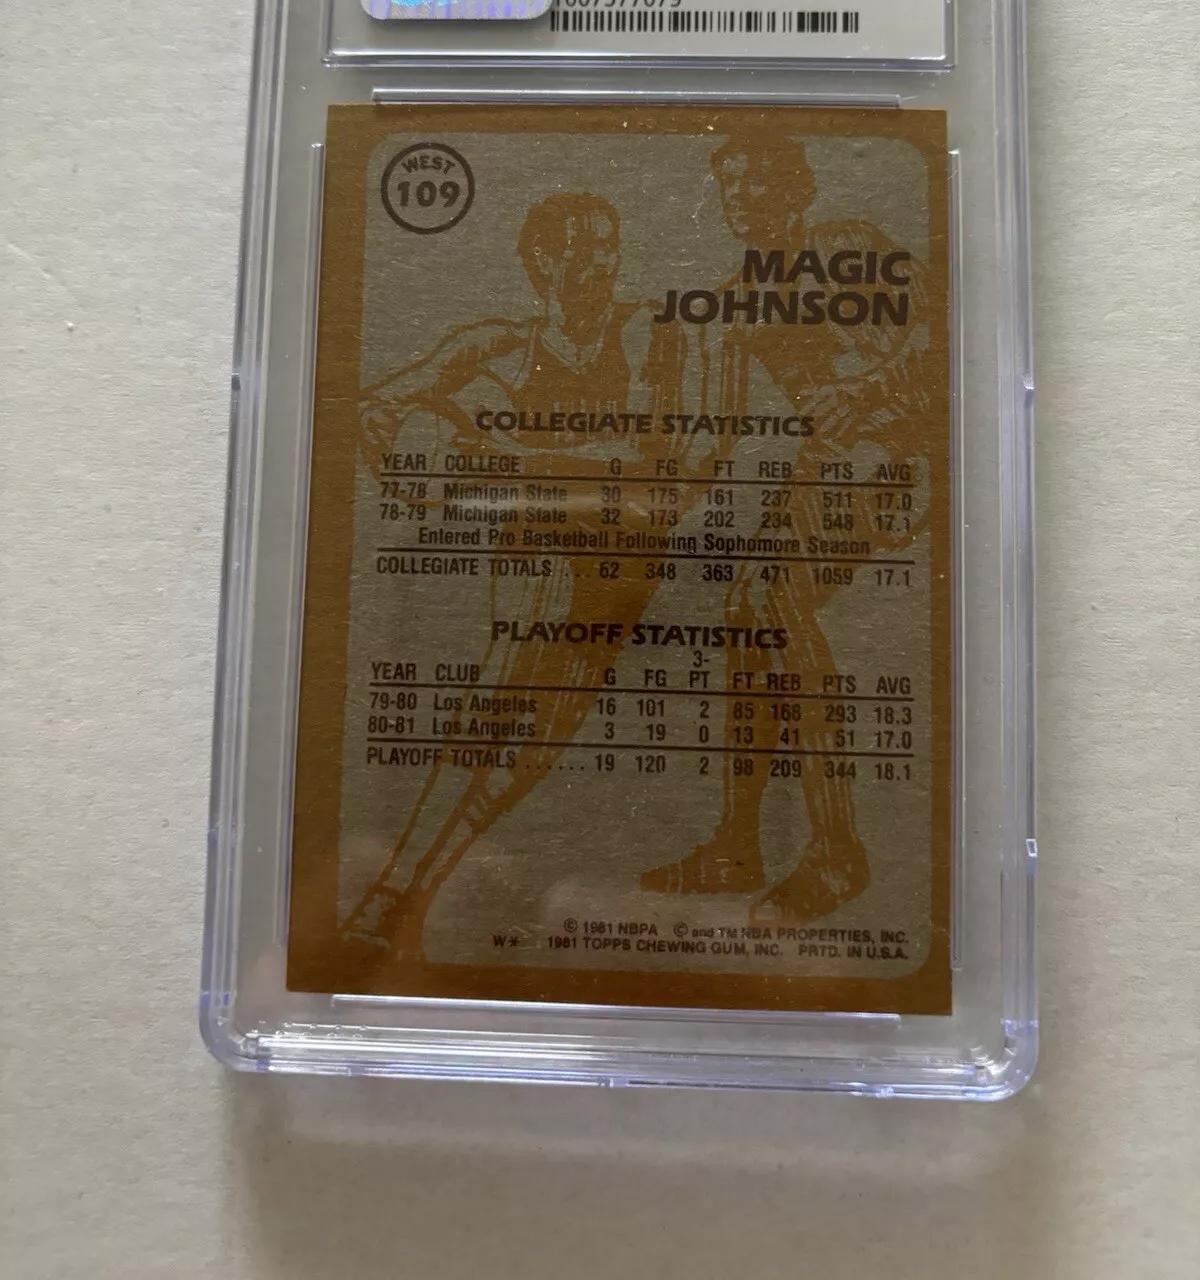 WEST
109
MAGIC
JOHNSON
COLLEGIATE STATISTICS
YEAR COLLEGE G FG FT REB PTS AVG
77-78 Michigan State 30 175 161 237 511 17.0
78-79 Michigan State 32 173 202 234 548 17.1
Entered Pro Basketball Following Sophomore Season
COLLEGIATE TOTALS ... 62 348 363 471 1059 17.1
PLAYOFF STATISTICS
3-
YEAR CLUB G FG PT FT REB PTS AVG
79-80 Los Angeles 16 101 2 85 168 293 18.3
80-81 Los Angeles 3 19 0 13 41 51 17.0
PLAYOFF TOTALS ...... 19 120 2 98 209 344 18.1
© 1981 NBPA © and TM NBA PROPERTIES, INC.
W* 1981 TOPPS CHEWING GUM, INC. PRTD. IN U.S.A.